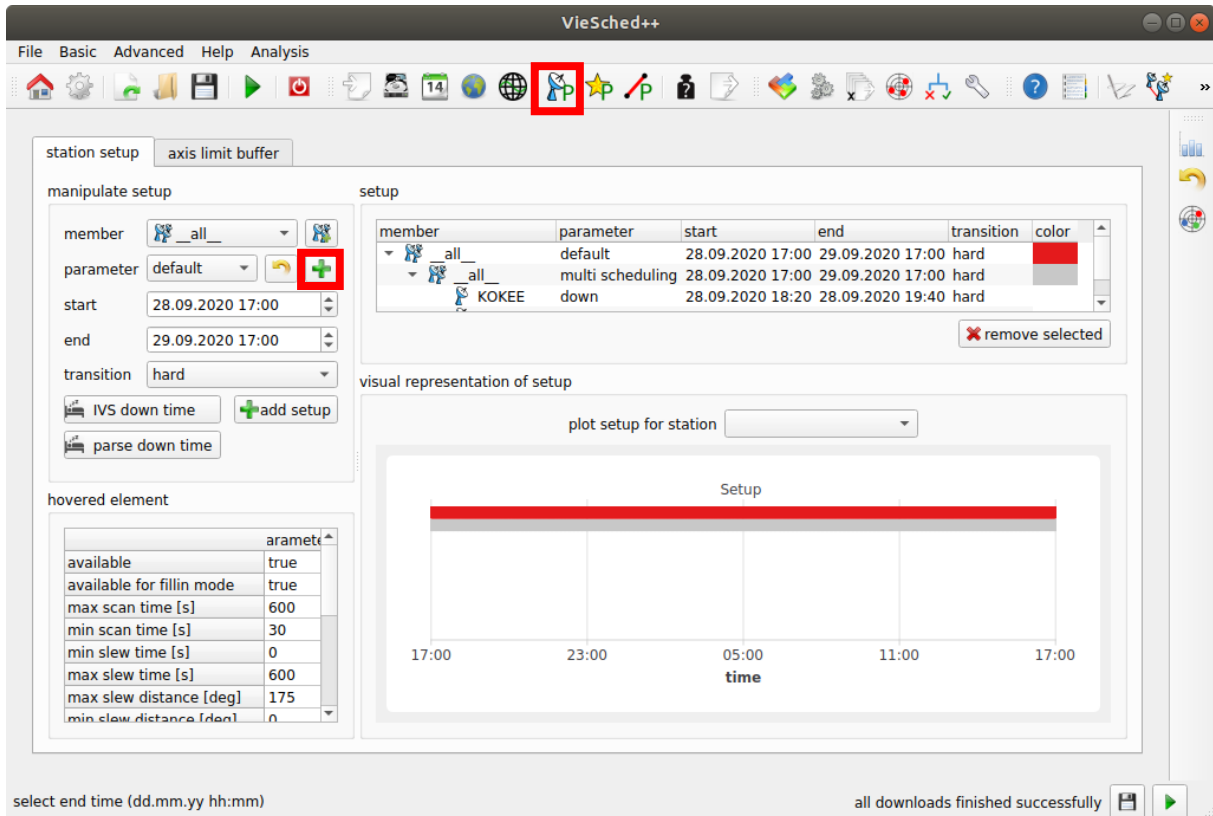 VieSched++
File Basic Advanced Help Analysis
14 P P P ? x x ? »
station setup axis limit buffer
manipulate setup
member __all__
parameter default
start 28.09.2020 17:00
end 29.09.2020 17:00
transition hard
IVS down time add setup
parse down time
setup
member parameter start end transition color
__all__ default 28.09.2020 17:00 29.09.2020 17:00 hard
__all__ multi scheduling 28.09.2020 17:00 29.09.2020 17:00 hard
KOKEE down 28.09.2020 18:20 28.09.2020 19:40 hard
remove selected
visual representation of setup
plot setup for station
Setup
17:00 23:00 05:00 11:00 17:00
time
hovered element
aramete
available true
available for fillin mode true
max scan time [s] 600
min scan time [s] 30
min slew time [s] 0
max slew time [s] 600
max slew distance [deg] 175
min slew distance [deg] 0
select end time (dd.mm.yy hh:mm) all downloads finished successfully